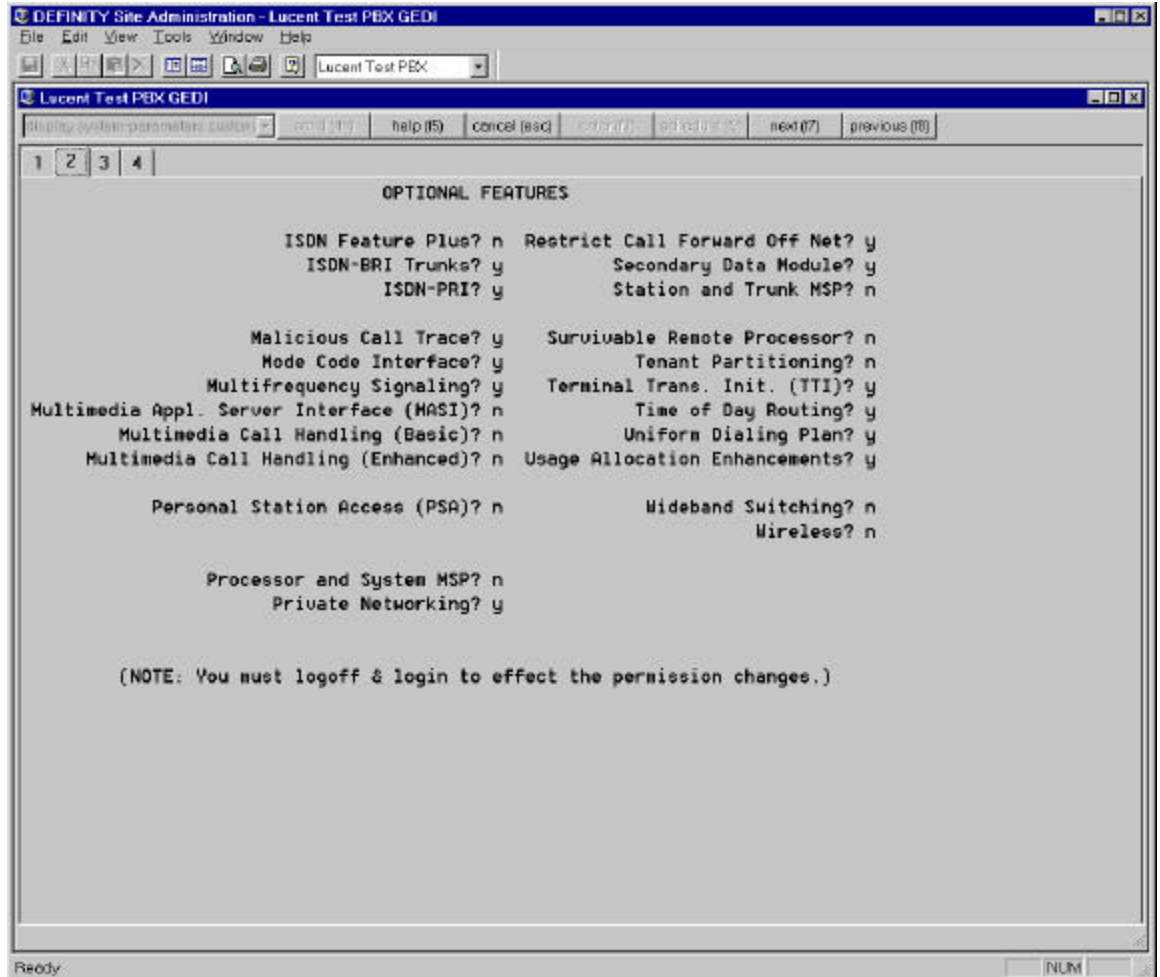 DEFINITY Site Administration - Lucent Test PBX GEDI
File Edit View Tools Window Help
Lucent Test PBX
Lucent Test PBX GEDI
display system-parameters custom help (f5) cancel (esc) next (f7) previous (f8)
1 2 3 4
OPTIONAL FEATURES
ISDN Feature Plus? n Restrict Call Forward Off Net? y
ISDN-BRI Trunks? y Secondary Data Module? y
ISDN-PRI? y Station and Trunk MSP? n
Malicious Call Trace? y Survivable Remote Processor? n
Mode Code Interface? y Tenant Partitioning? n
Multifrequency Signaling? y Terminal Trans. Init. (TTI)? y
Multimedia Appl. Server Interface (MASI)? n Time of Day Routing? y
Multimedia Call Handling (Basic)? n Uniform Dialing Plan? y
Multimedia Call Handling (Enhanced)? n Usage Allocation Enhancements? y
Personal Station Access (PSA)? n Wideband Switching? n
Wireless? n
Processor and System MSP? n
Private Networking? y
(NOTE: You must logoff & login to effect the permission changes.)
Ready NUM